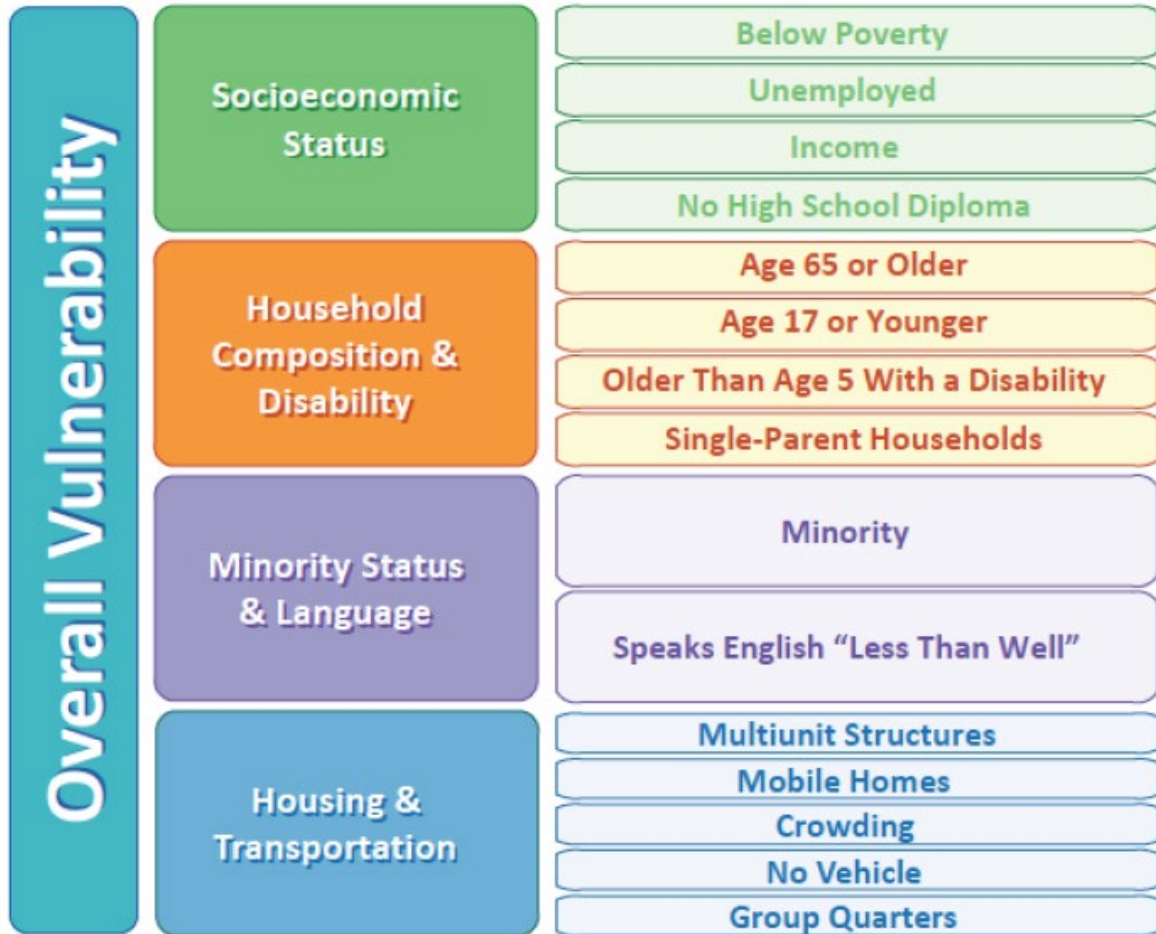 Overall Vulnerability
Socioeconomic
Status
Below Poverty
Unemployed
Income
No High School Diploma
Household
Composition &
Disability
Age 65 or Older
Age 17 or Younger
Older Than Age 5 With a Disability
Single-Parent Households
Minority Status
& Language
Minority
Speaks English “Less Than Well”
Housing &
Transportation
Multiunit Structures
Mobile Homes
Crowding
No Vehicle
Group Quarters